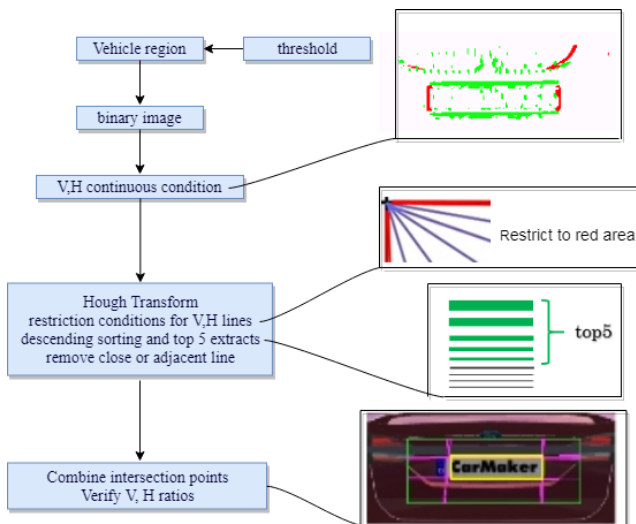 Vehicle region
threshold
binary image
V,H continuous condition
Restrict to red area
Hough Transform
restriction conditions for V,H lines
descending sorting and top 5 extracts
remove close or adjacent line
top5
Combine intersection points
Verify V, H ratios
CarMaker